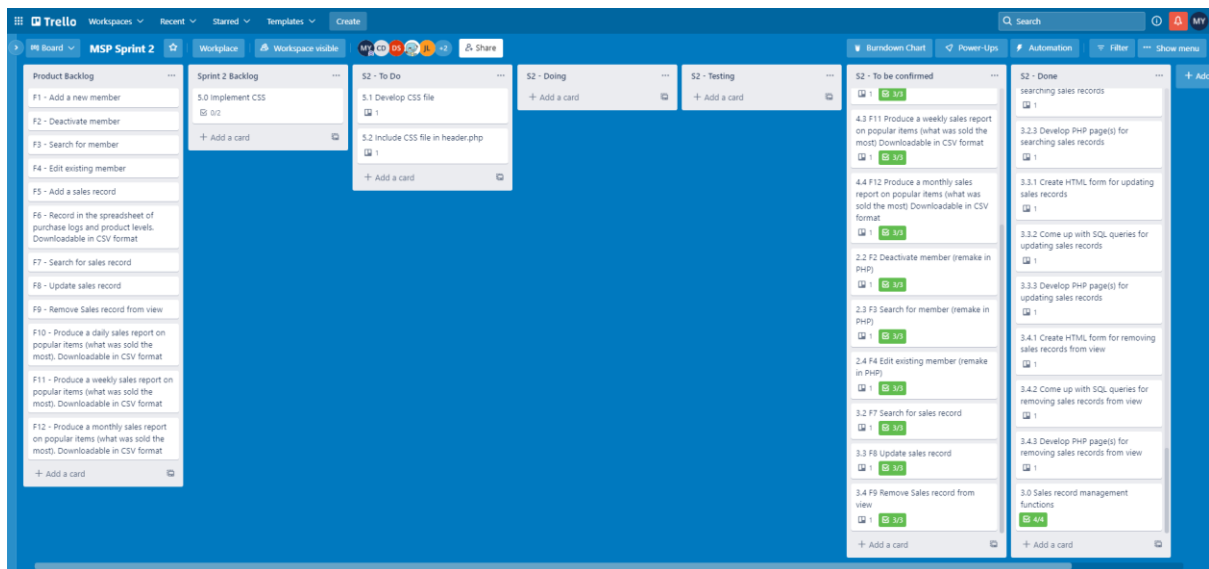 Trello Workspaces Recent Starred Templates Create Search MY
Board MSP Sprint 2 Workplace Workspace visible MY CD DS JL +2 Share Burndown Chart Power-Ups Automation Filter Show menu
Product Backlog
F1 - Add a new member
F2 - Deactivate member
F3 - Search for member
F4 - Edit existing member
F5 - Add a sales record
F6 - Record in the spreadsheet of
purchase logs and product levels.
Downloadable in CSV format
F7 - Search for sales record
F8 - Update sales record
F9 - Remove Sales record from view
F10 - Produce a daily sales report on
popular items (what was sold the
most). Downloadable in CSV format
F11 - Produce a weekly sales report on
popular items (what was sold the
most). Downloadable in CSV format
F12 - Produce a monthly sales report
on popular items (what was sold the
most). Downloadable in CSV format
+ Add a card
Sprint 2 Backlog
5.0 Implement CSS
0/2
+ Add a card
S2 - To Do
5.1 Develop CSS file
1
5.2 Include CSS file in header.php
1
+ Add a card
S2 - Doing
+ Add a card
S2 - Testing
+ Add a card
S2 - To be confirmed
1 3/3
4.3 F11 Produce a weekly sales report
on popular items (what was sold the
most) Downloadable in CSV format
1 3/3
4.4 F12 Produce a monthly sales
report on popular items (what was
sold the most) Downloadable in CSV
format
1 3/3
2.2 F2 Deactivate member (remake in
PHP)
1 3/3
2.3 F3 Search for member (remake in
PHP)
1 3/3
2.4 F4 Edit existing member (remake
in PHP)
1 3/3
3.2 F7 Search for sales record
1 3/3
3.3 F8 Update sales record
1 3/3
3.4 F9 Remove Sales record from
view
1 3/3
+ Add a card
S2 - Done
searching sales records
1
3.2.3 Develop PHP page(s) for
searching sales records
1
3.3.1 Create HTML form for updating
sales records
1
3.3.2 Come up with SQL queries for
updating sales records
1
3.3.3 Develop PHP page(s) for
updating sales records
1
3.4.1 Create HTML form for removing
sales records from view
1
3.4.2 Come up with SQL queries for
removing sales records from view
1
3.4.3 Develop PHP page(s) for
removing sales records from view
1
3.0 Sales record management
functions
4/4
+ Add a card
+ Add